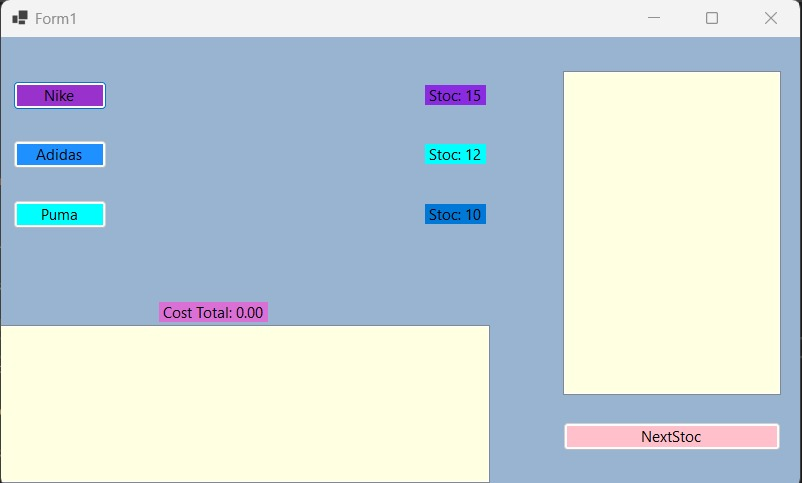 Form1
Nike
Stoc: 15
Adidas
Stoc: 12
Puma
Stoc: 10
Cost Total: 0.00
NextStoc